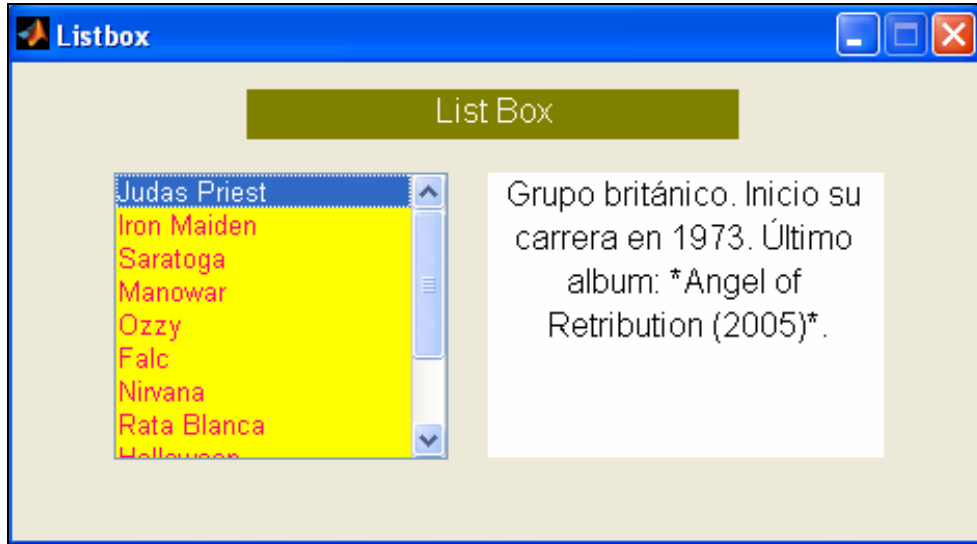 Listbox
List Box
Judas Priest
Iron Maiden
Saratoga
Manowar
Ozzy
Falc
Nirvana
Rata Blanca
Grupo británico. Inicio su
carrera en 1973. Último
album: *Angel of
Retribution (2005)*.